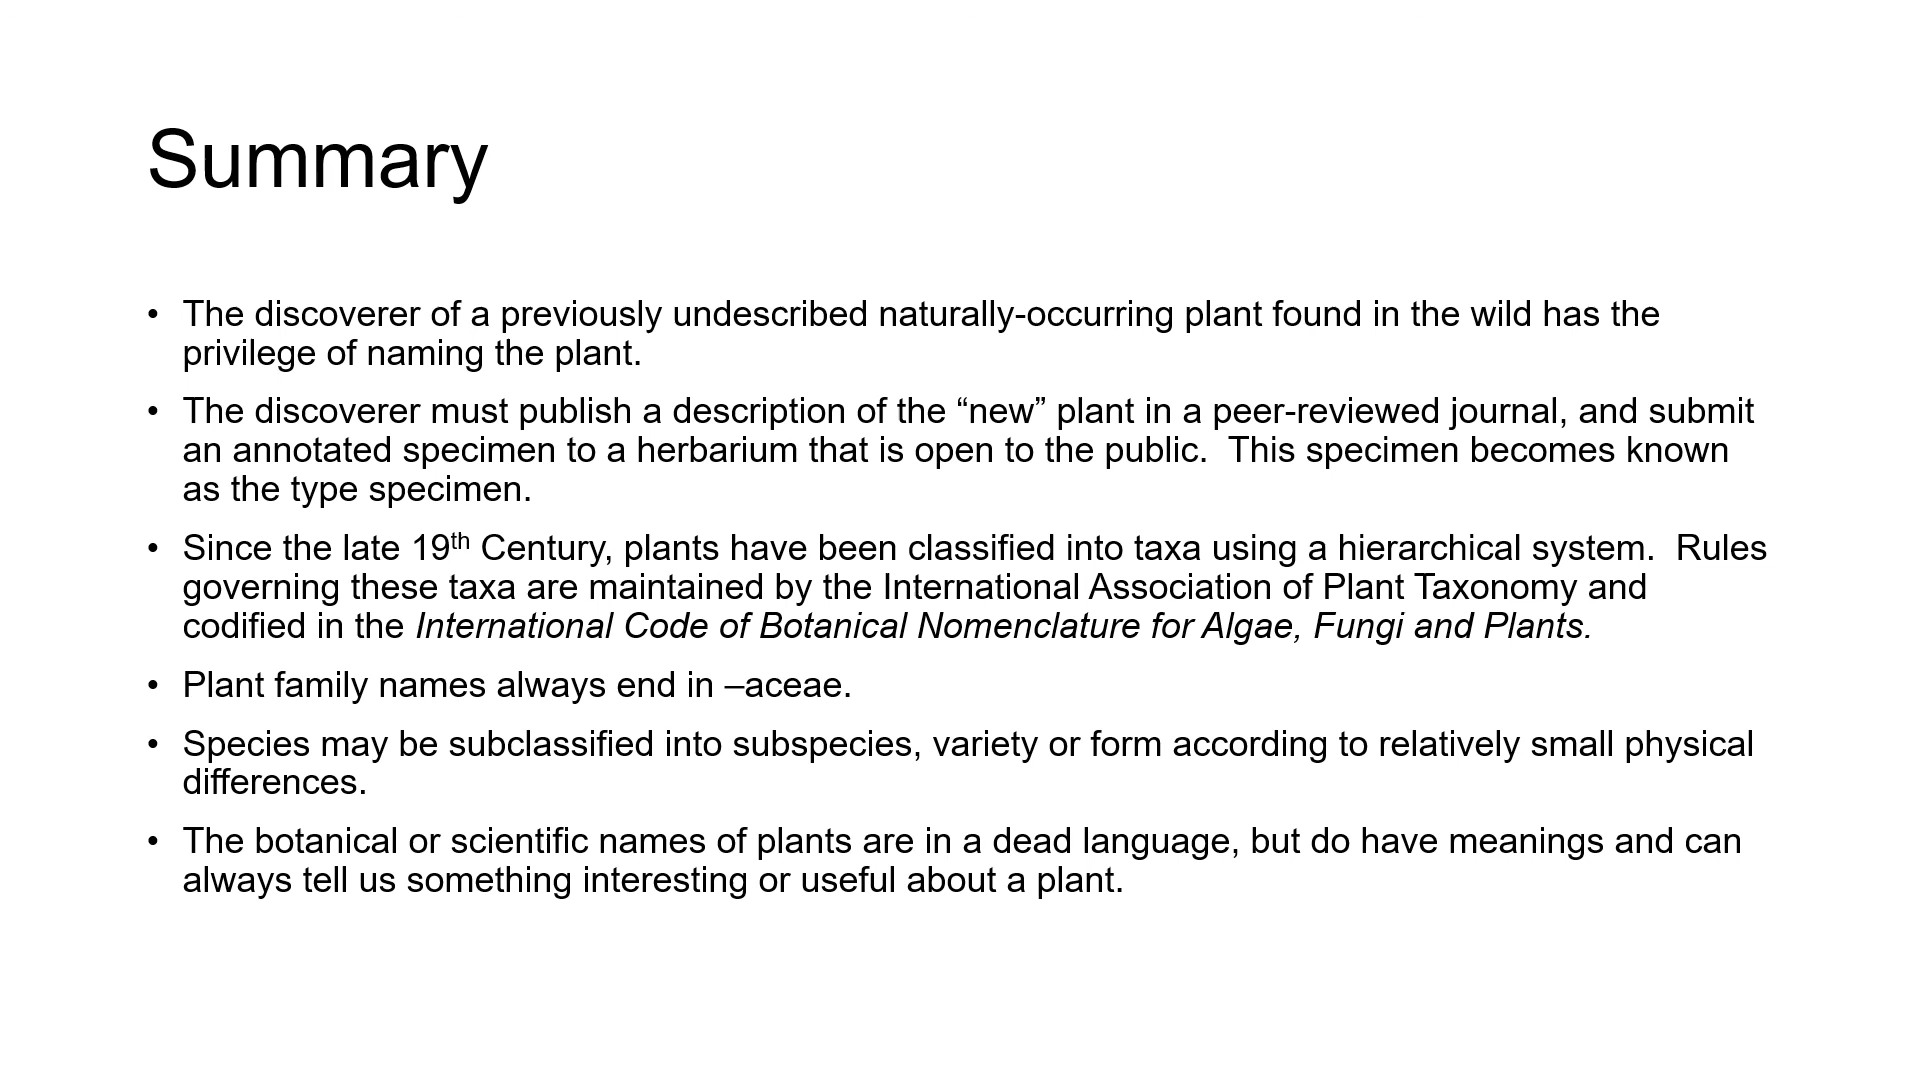 Summary
• The discoverer of a previously undescribed naturally-occurring plant found in the wild has the
privilege of naming the plant.
• The discoverer must publish a description of the “new” plant in a peer-reviewed journal, and submit
an annotated specimen to a herbarium that is open to the public.  This specimen becomes known
as the type specimen.
• Since the late 19th Century, plants have been classified into taxa using a hierarchical system.  Rules
governing these taxa are maintained by the International Association of Plant Taxonomy and
codified in the International Code of Botanical Nomenclature for Algae, Fungi and Plants.
• Plant family names always end in –aceae.
• Species may be subclassified into subspecies, variety or form according to relatively small physical
differences.
• The botanical or scientific names of plants are in a dead language, but do have meanings and can
always tell us something interesting or useful about a plant.